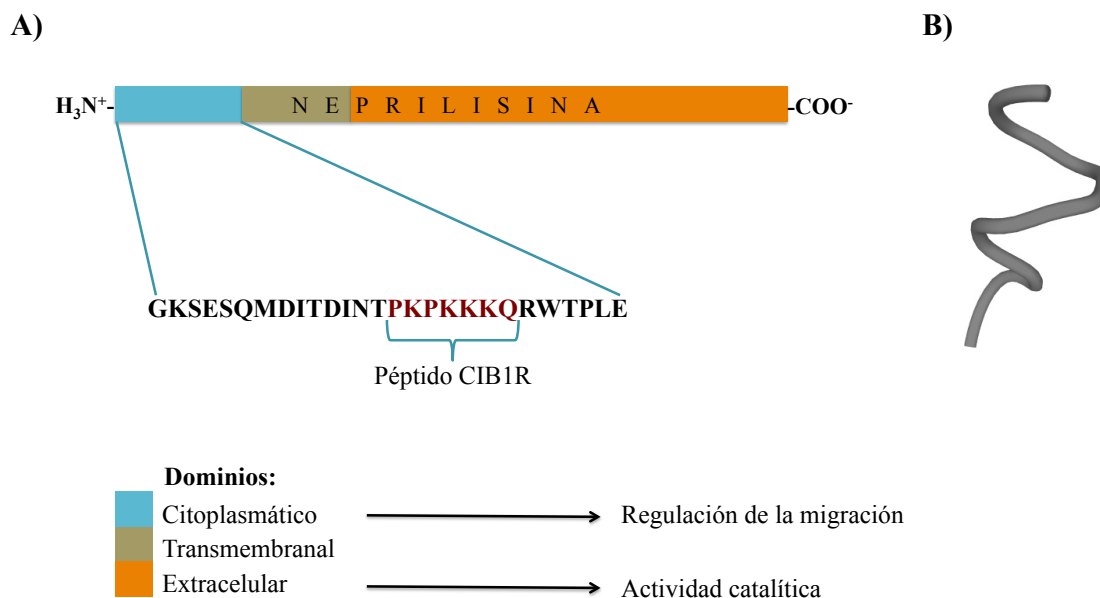 A)
B)
H₃N⁺-
N E P R I L I S I N A
-COO⁻
GKSESQMDITDINTPKPKKKQRWTPLE
Péptido CIB1R
Dominios:
Citoplasmático
Regulación de la migración
Transmembranal
Extracelular
Actividad catalítica